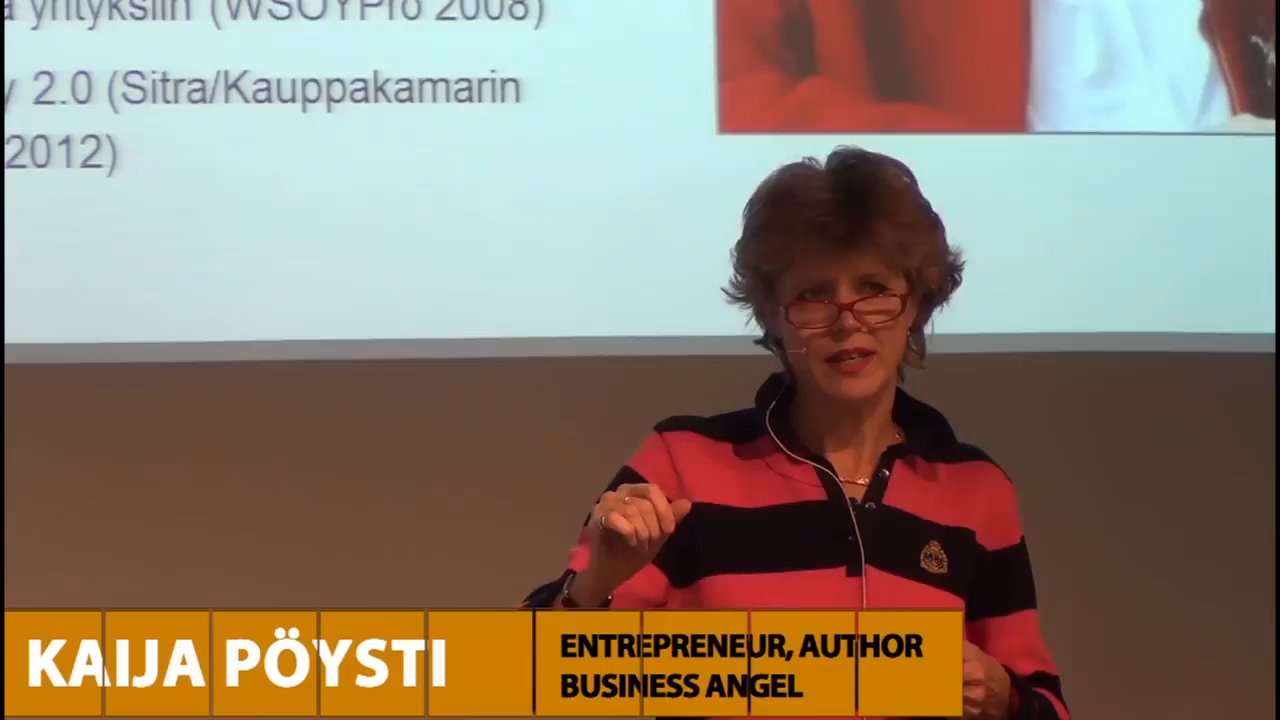 yrityksiin (WSOYPro 2008)
2.0 (Sitra/Kauppakamarin
2012)
KAIJA PÖYSTI
ENTREPRENEUR, AUTHOR
BUSINESS ANGEL